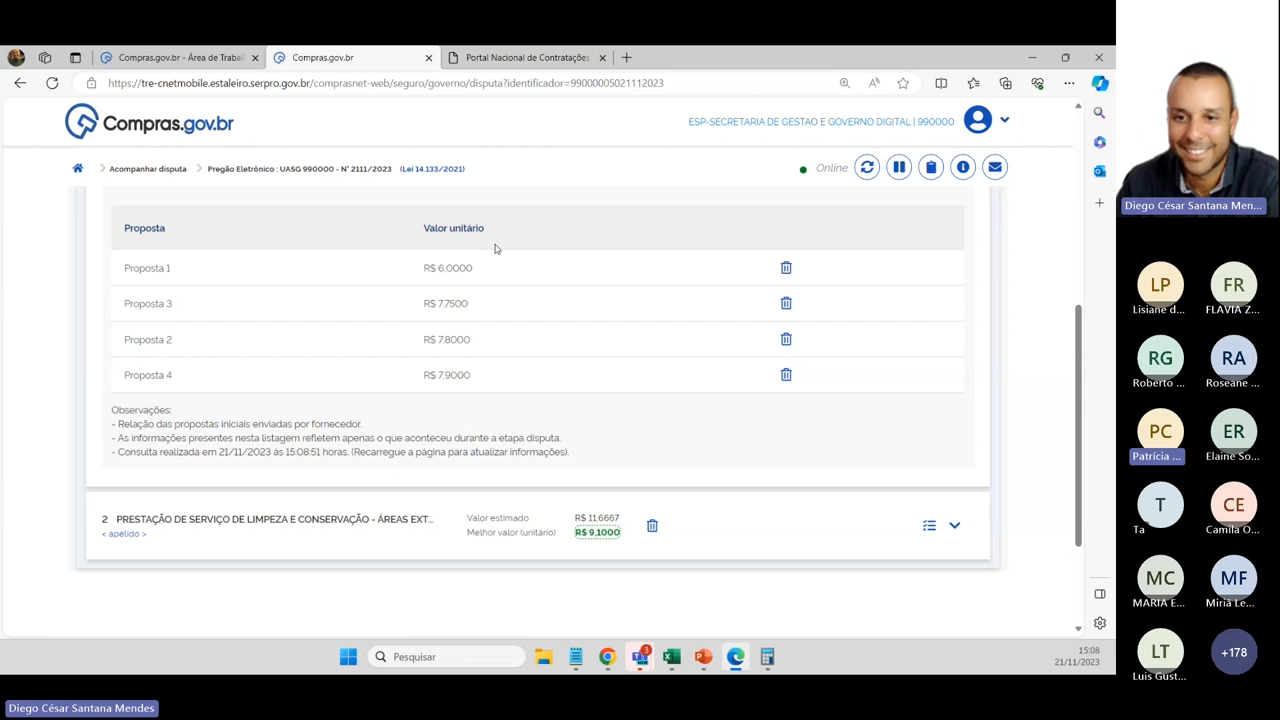 Compras.gov.br - Área de Trabal
Compras.gov.br
Portal Nacional de Contratações
https://tre-cnetmobile.estaleiro.serpro.gov.br/comprasnet-web/seguro/governo/disputa?identificador=99000005021112023
Compras.gov.br
ESP-SECRETARIA DE GESTAO E GOVERNO DIGITAL | 990000
Acompanhar disputa
Pregão Eletrônico : UASG 990000 - N° 2111/2023 (Lei 14.133/2021)
Online
Proposta Valor unitário
Proposta 1 R$ 6,0000
Proposta 3 R$ 7,7500
Proposta 2 R$ 7,8000
Proposta 4 R$ 7,9000
Observações:
- Relação das propostas iniciais enviadas por fornecedor.
- As informações presentes nesta listagem refletem apenas o que aconteceu durante a etapa disputa.
- Consulta realizada em 21/11/2023 às 15:08:51 horas. (Recarregue a página para atualizar informações).
2 PRESTAÇÃO DE SERVIÇO DE LIMPEZA E CONSERVAÇÃO - ÁREAS EXT...
< apelido >
Valor estimado R$ 11,6667
Melhor valor (unitário) R$ 9,1000
Pesquisar
3
15:08
21/11/2023
Diego César Santana Mendes
Diego César Santana Men...
LP
Lisiane d...
FR
FLAVIA Z...
RG
Roberto ...
RA
Roseane ...
PC
Patrícia ...
ER
Elaine So...
T
Ta
CE
Camila O...
MC
MARIA E...
MF
Miriã Le...
LT
Luis Gust...
+178